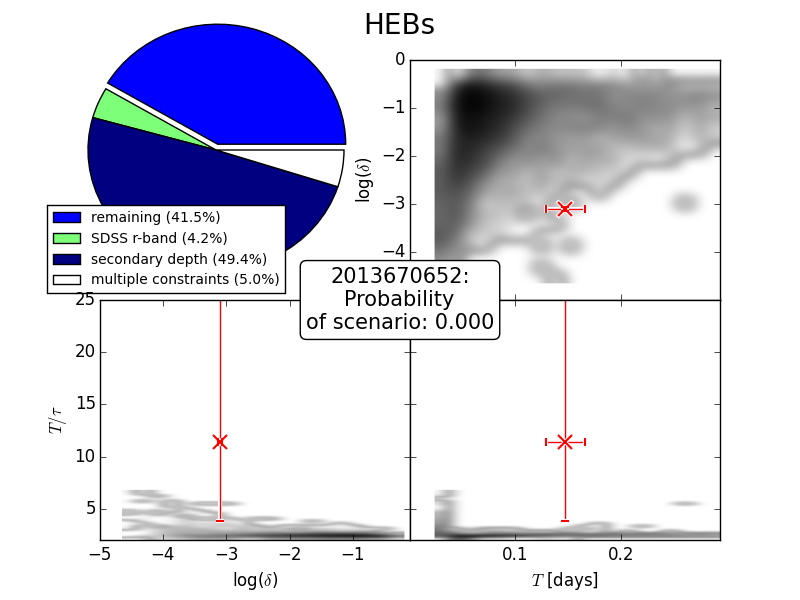 HEBs
remaining (41.5%)
SDSS r-band (4.2%)
secondary depth (49.4%)
multiple constraints (5.0%)
0
−1
−2
−3
−4
log(δ)
2013670652:
Probability
of scenario: 0.000
25
20
15
10
5
T/τ
−5 −4 −3 −2 −1
log(δ)
0.1 0.2
T [days]